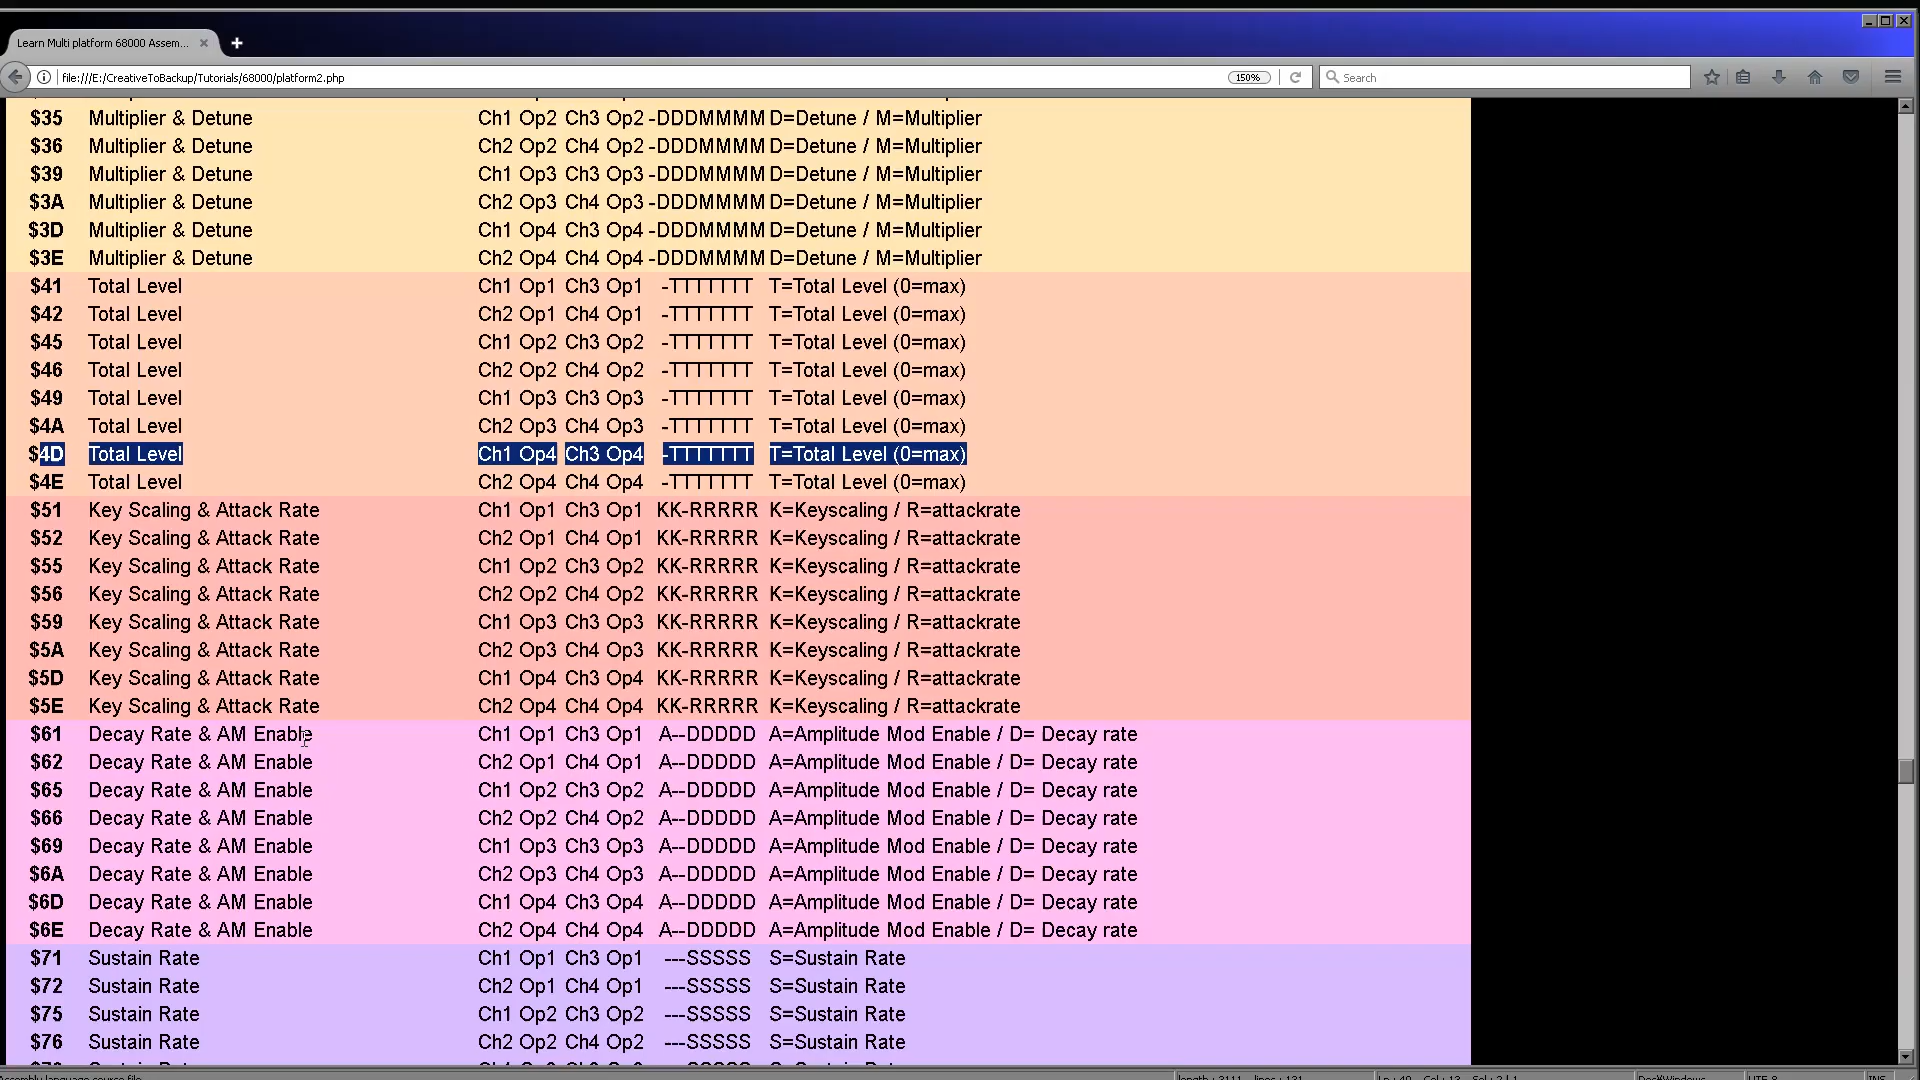 Learn Multi platform 68000 Assem...
file:///E:/CreativeToBackup/Tutorials/68000/platform2.php 150% Search
$35 Multiplier & Detune Ch1 Op2 Ch3 Op2 -DDDMMMM D=Detune / M=Multiplier
$36 Multiplier & Detune Ch2 Op2 Ch4 Op2 -DDDMMMM D=Detune / M=Multiplier
$39 Multiplier & Detune Ch1 Op3 Ch3 Op3 -DDDMMMM D=Detune / M=Multiplier
$3A Multiplier & Detune Ch2 Op3 Ch4 Op3 -DDDMMMM D=Detune / M=Multiplier
$3D Multiplier & Detune Ch1 Op4 Ch3 Op4 -DDDMMMM D=Detune / M=Multiplier
$3E Multiplier & Detune Ch2 Op4 Ch4 Op4 -DDDMMMM D=Detune / M=Multiplier
$41 Total Level Ch1 Op1 Ch3 Op1 -TTTTTTT T=Total Level (0=max)
$42 Total Level Ch2 Op1 Ch4 Op1 -TTTTTTT T=Total Level (0=max)
$45 Total Level Ch1 Op2 Ch3 Op2 -TTTTTTT T=Total Level (0=max)
$46 Total Level Ch2 Op2 Ch4 Op2 -TTTTTTT T=Total Level (0=max)
$49 Total Level Ch1 Op3 Ch3 Op3 -TTTTTTT T=Total Level (0=max)
$4A Total Level Ch2 Op3 Ch4 Op3 -TTTTTTT T=Total Level (0=max)
$4D Total Level Ch1 Op4 Ch3 Op4 -TTTTTTT T=Total Level (0=max)
$4E Total Level Ch2 Op4 Ch4 Op4 -TTTTTTT T=Total Level (0=max)
$51 Key Scaling & Attack Rate Ch1 Op1 Ch3 Op1 KK-RRRRR K=Keyscaling / R=attackrate
$52 Key Scaling & Attack Rate Ch2 Op1 Ch4 Op1 KK-RRRRR K=Keyscaling / R=attackrate
$55 Key Scaling & Attack Rate Ch1 Op2 Ch3 Op2 KK-RRRRR K=Keyscaling / R=attackrate
$56 Key Scaling & Attack Rate Ch2 Op2 Ch4 Op2 KK-RRRRR K=Keyscaling / R=attackrate
$59 Key Scaling & Attack Rate Ch1 Op3 Ch3 Op3 KK-RRRRR K=Keyscaling / R=attackrate
$5A Key Scaling & Attack Rate Ch2 Op3 Ch4 Op3 KK-RRRRR K=Keyscaling / R=attackrate
$5D Key Scaling & Attack Rate Ch1 Op4 Ch3 Op4 KK-RRRRR K=Keyscaling / R=attackrate
$5E Key Scaling & Attack Rate Ch2 Op4 Ch4 Op4 KK-RRRRR K=Keyscaling / R=attackrate
$61 Decay Rate & AM Enable Ch1 Op1 Ch3 Op1 A--DDDDD A=Amplitude Mod Enable / D= Decay rate
$62 Decay Rate & AM Enable Ch2 Op1 Ch4 Op1 A--DDDDD A=Amplitude Mod Enable / D= Decay rate
$65 Decay Rate & AM Enable Ch1 Op2 Ch3 Op2 A--DDDDD A=Amplitude Mod Enable / D= Decay rate
$66 Decay Rate & AM Enable Ch2 Op2 Ch4 Op2 A--DDDDD A=Amplitude Mod Enable / D= Decay rate
$69 Decay Rate & AM Enable Ch1 Op3 Ch3 Op3 A--DDDDD A=Amplitude Mod Enable / D= Decay rate
$6A Decay Rate & AM Enable Ch2 Op3 Ch4 Op3 A--DDDDD A=Amplitude Mod Enable / D= Decay rate
$6D Decay Rate & AM Enable Ch1 Op4 Ch3 Op4 A--DDDDD A=Amplitude Mod Enable / D= Decay rate
$6E Decay Rate & AM Enable Ch2 Op4 Ch4 Op4 A--DDDDD A=Amplitude Mod Enable / D= Decay rate
$71 Sustain Rate Ch1 Op1 Ch3 Op1 ---SSSSS S=Sustain Rate
$72 Sustain Rate Ch2 Op1 Ch4 Op1 ---SSSSS S=Sustain Rate
$75 Sustain Rate Ch1 Op2 Ch3 Op2 ---SSSSS S=Sustain Rate
$76 Sustain Rate Ch2 Op2 Ch4 Op2 ---SSSSS S=Sustain Rate